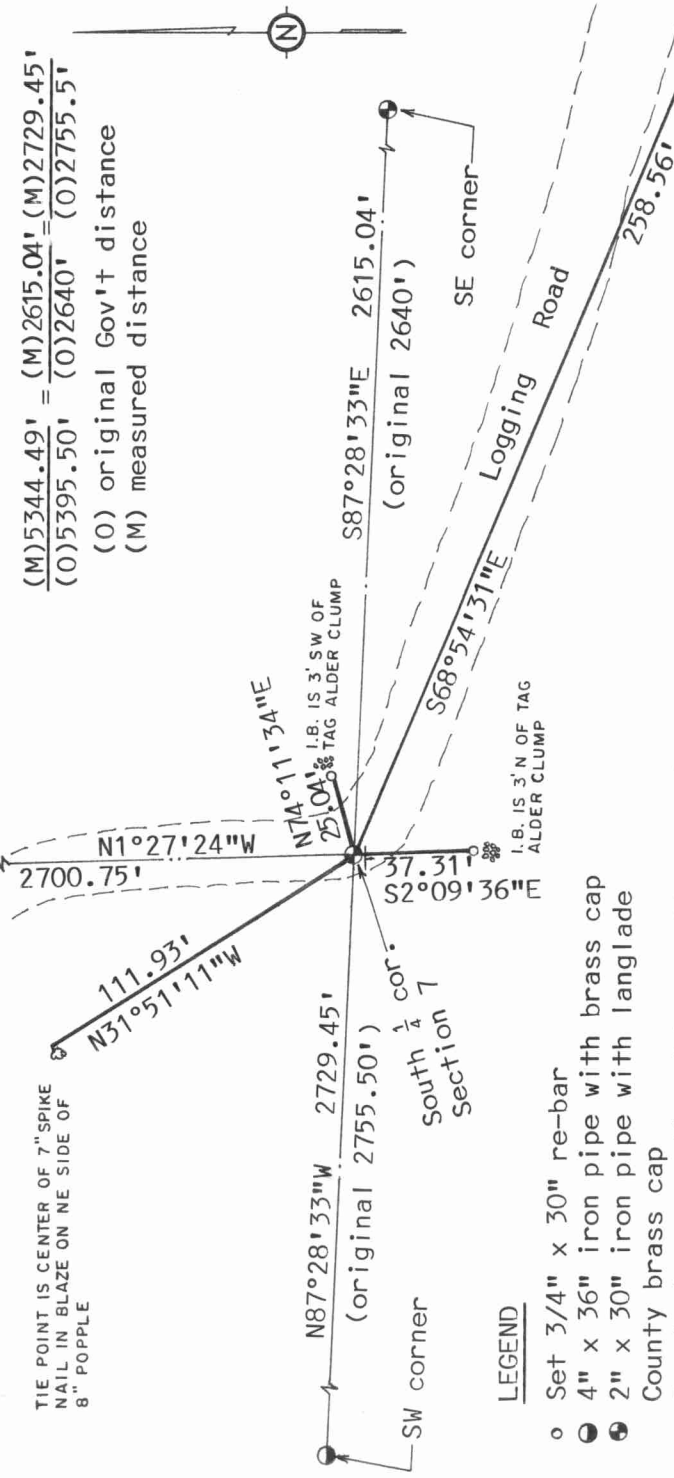 TIE POINT IS CENTER OF 7" SPIKE
NAIL IN BLAZE ON NE SIDE OF
8" POPPLE
(M)5344.49' = (M)2615.04' = (M)2729.45'
(O)5395.50' (O)2640' (O)2755.5'
(O) original Gov't distance
(M) measured distance
N
111.93'
N31°51'11"W
N1°27'24"W
2700.75'
N74°11'34"E
25.04'
I.B. IS 3' SW OF
TAG ALDER CLUMP
N87°28'33"W 2729.45'
(original 2755.50')
S87°28'33"E 2615.04'
(original 2640')
SW corner
South 1/4 cor.
Section 7
37.31'
S2°09'36"E
I.B. IS 3' N OF TAG
ALDER CLUMP
S68°54'31"E
258.56'
Logging Road
SE corner
LEGEND
Set 3/4" x 30" re-bar
4" x 36" iron pipe with brass cap
2" x 30" iron pipe with langlade
County brass cap